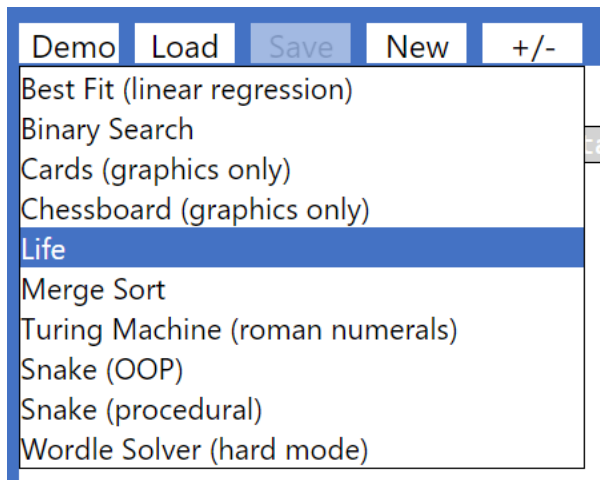 Demo Load Save New +/-
Best Fit (linear regression)
Binary Search
Cards (graphics only)
Chessboard (graphics only)
Life
Merge Sort
Turing Machine (roman numerals)
Snake (OOP)
Snake (procedural)
Wordle Solver (hard mode)